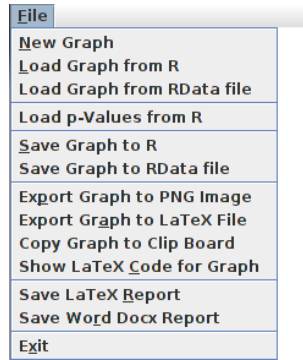 File
New Graph
Load Graph from R
Load Graph from RData file
Load p-Values from R
Save Graph to R
Save Graph to RData file
Export Graph to PNG Image
Export Graph to LaTeX File
Copy Graph to Clip Board
Show LaTeX Code for Graph
Save LaTeX Report
Save Word Docx Report
Exit